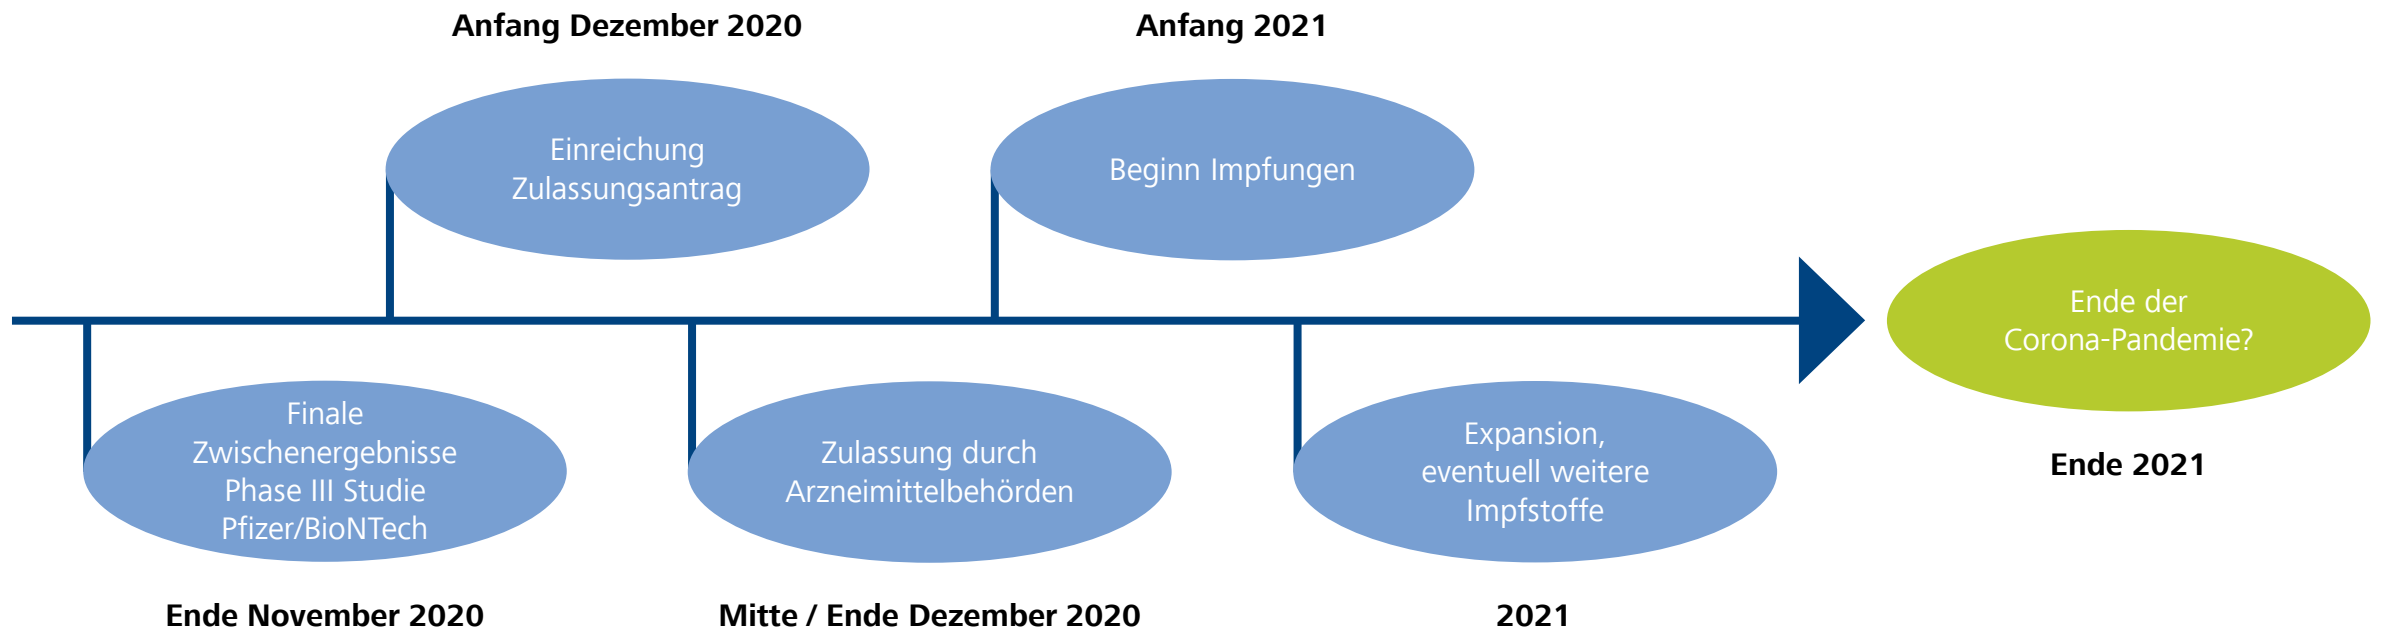 Anfang Dezember 2020
Einreichung
Zulassungsantrag
Anfang 2021
Beginn Impfungen
Finale
Zwischenergebnisse
Phase III Studie
Pfizer/BioNTech
Ende November 2020
Zulassung durch
Arzneimittelbehörden
Mitte / Ende Dezember 2020
Expansion,
eventuell weitere
Impfstoffe
2021
Ende der
Corona-Pandemie?
Ende 2021